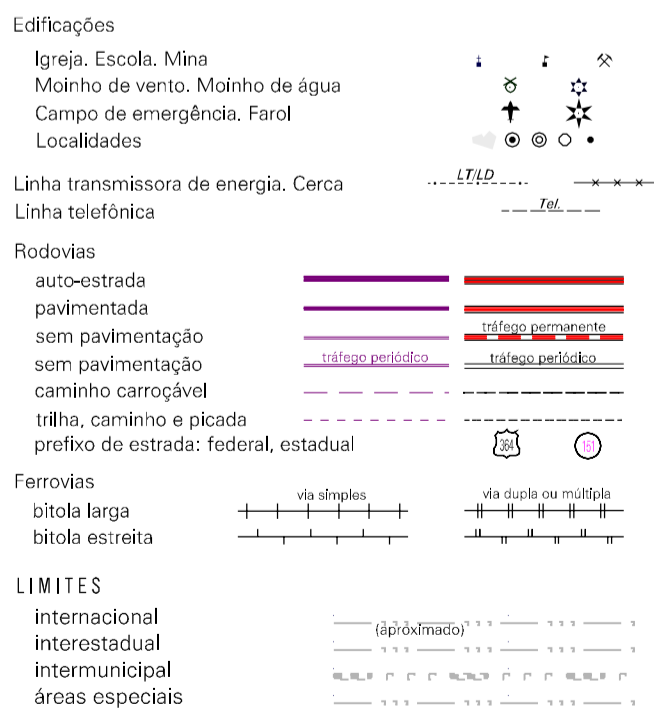 Edificações
Igreja. Escola. Mina
Moinho de vento. Moinho de água
Campo de emergência. Farol
Localidades
Linha transmissora de energia. Cerca LT/LD
Linha telefônica Tel.
Rodovias
auto-estrada
pavimentada
sem pavimentação tráfego permanente
sem pavimentação tráfego periódico tráfego periódico
caminho carroçável
trilha, caminho e picada
prefixo de estrada: federal, estadual 364 151
Ferrovias
via simples via dupla ou múltipla
bitola larga
bitola estreita
LIMITES
internacional
(aproximado)
interestadual
intermunicipal
áreas especiais